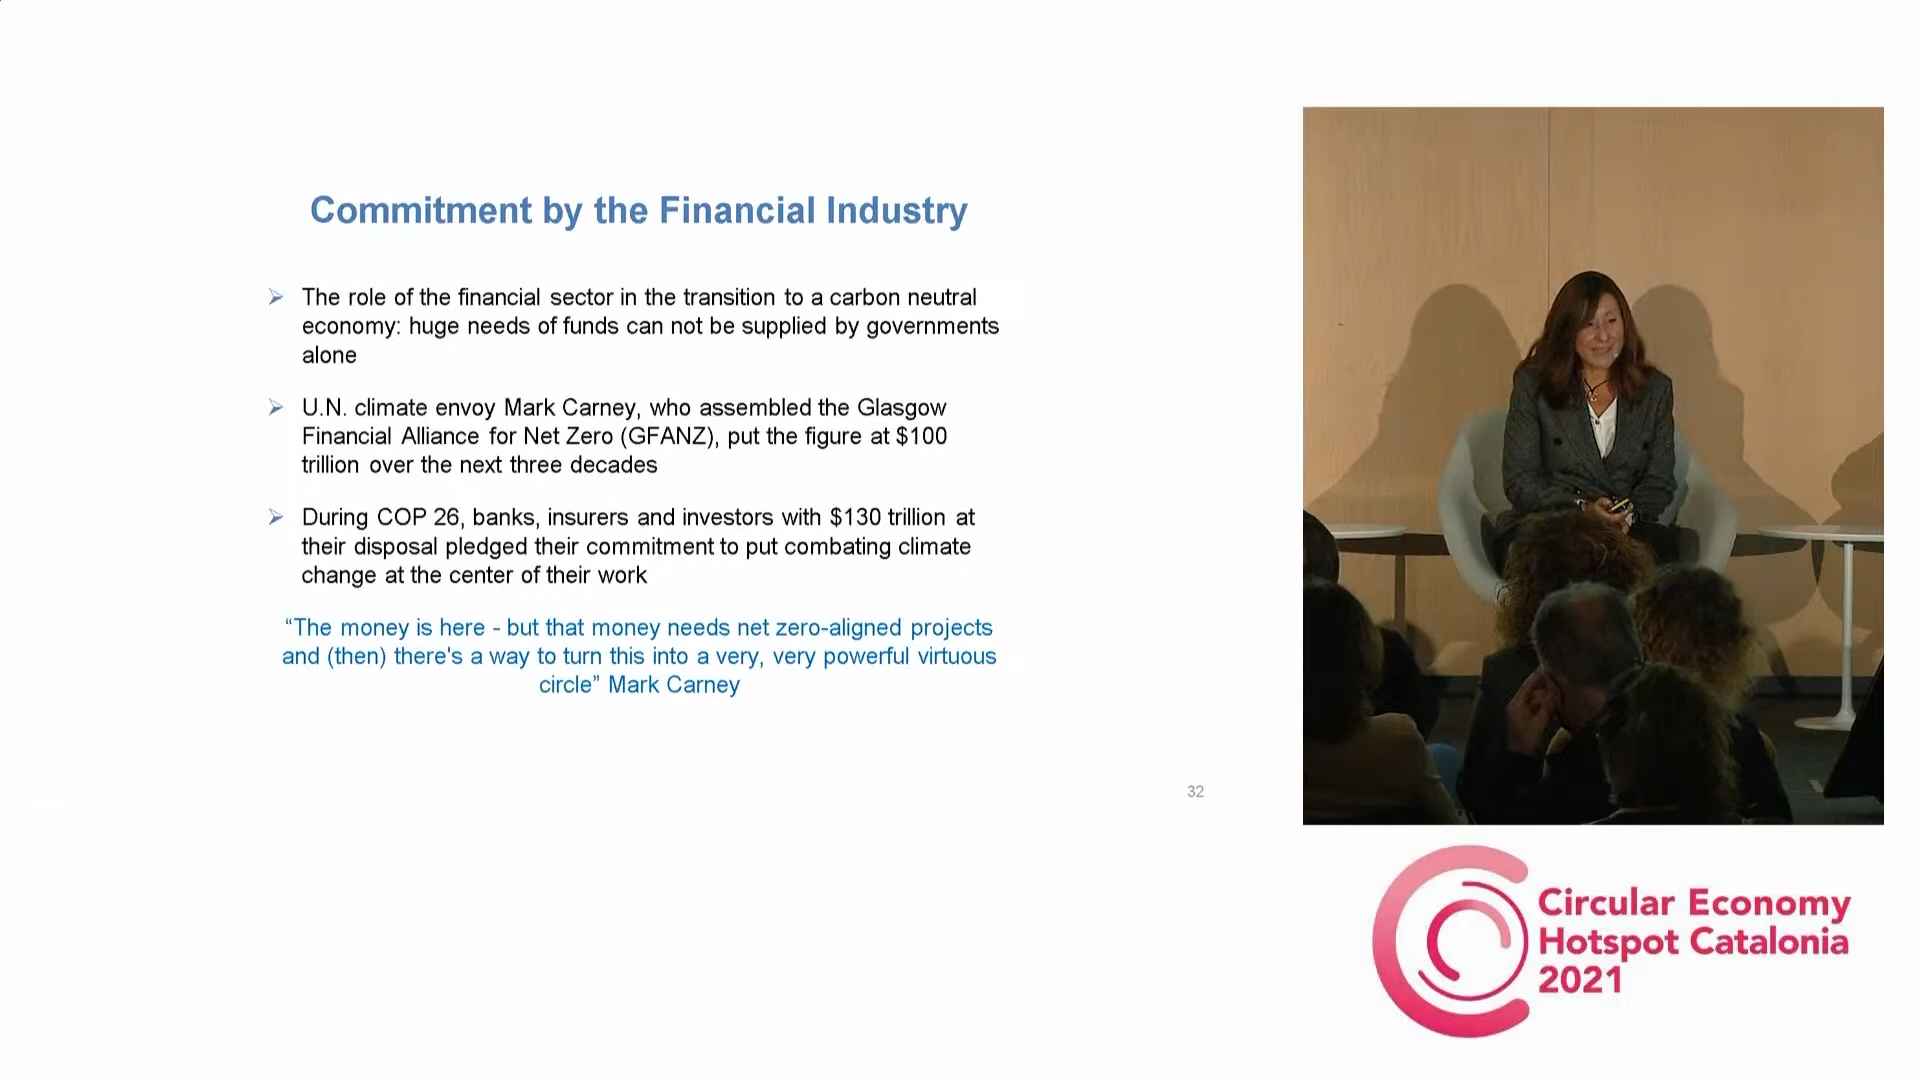 Commitment by the Financial Industry
The role of the financial sector in the transition to a carbon neutral
economy: huge needs of funds can not be supplied by governments
alone
U.N. climate envoy Mark Carney, who assembled the Glasgow
Financial Alliance for Net Zero (GFANZ), put the figure at $100
trillion over the next three decades
During COP 26, banks, insurers and investors with $130 trillion at
their disposal pledged their commitment to put combating climate
change at the center of their work
“The money is here - but that money needs net zero-aligned projects
and (then) there's a way to turn this into a very, very powerful virtuous
circle” Mark Carney
32
Circular Economy
Hotspot Catalonia
2021